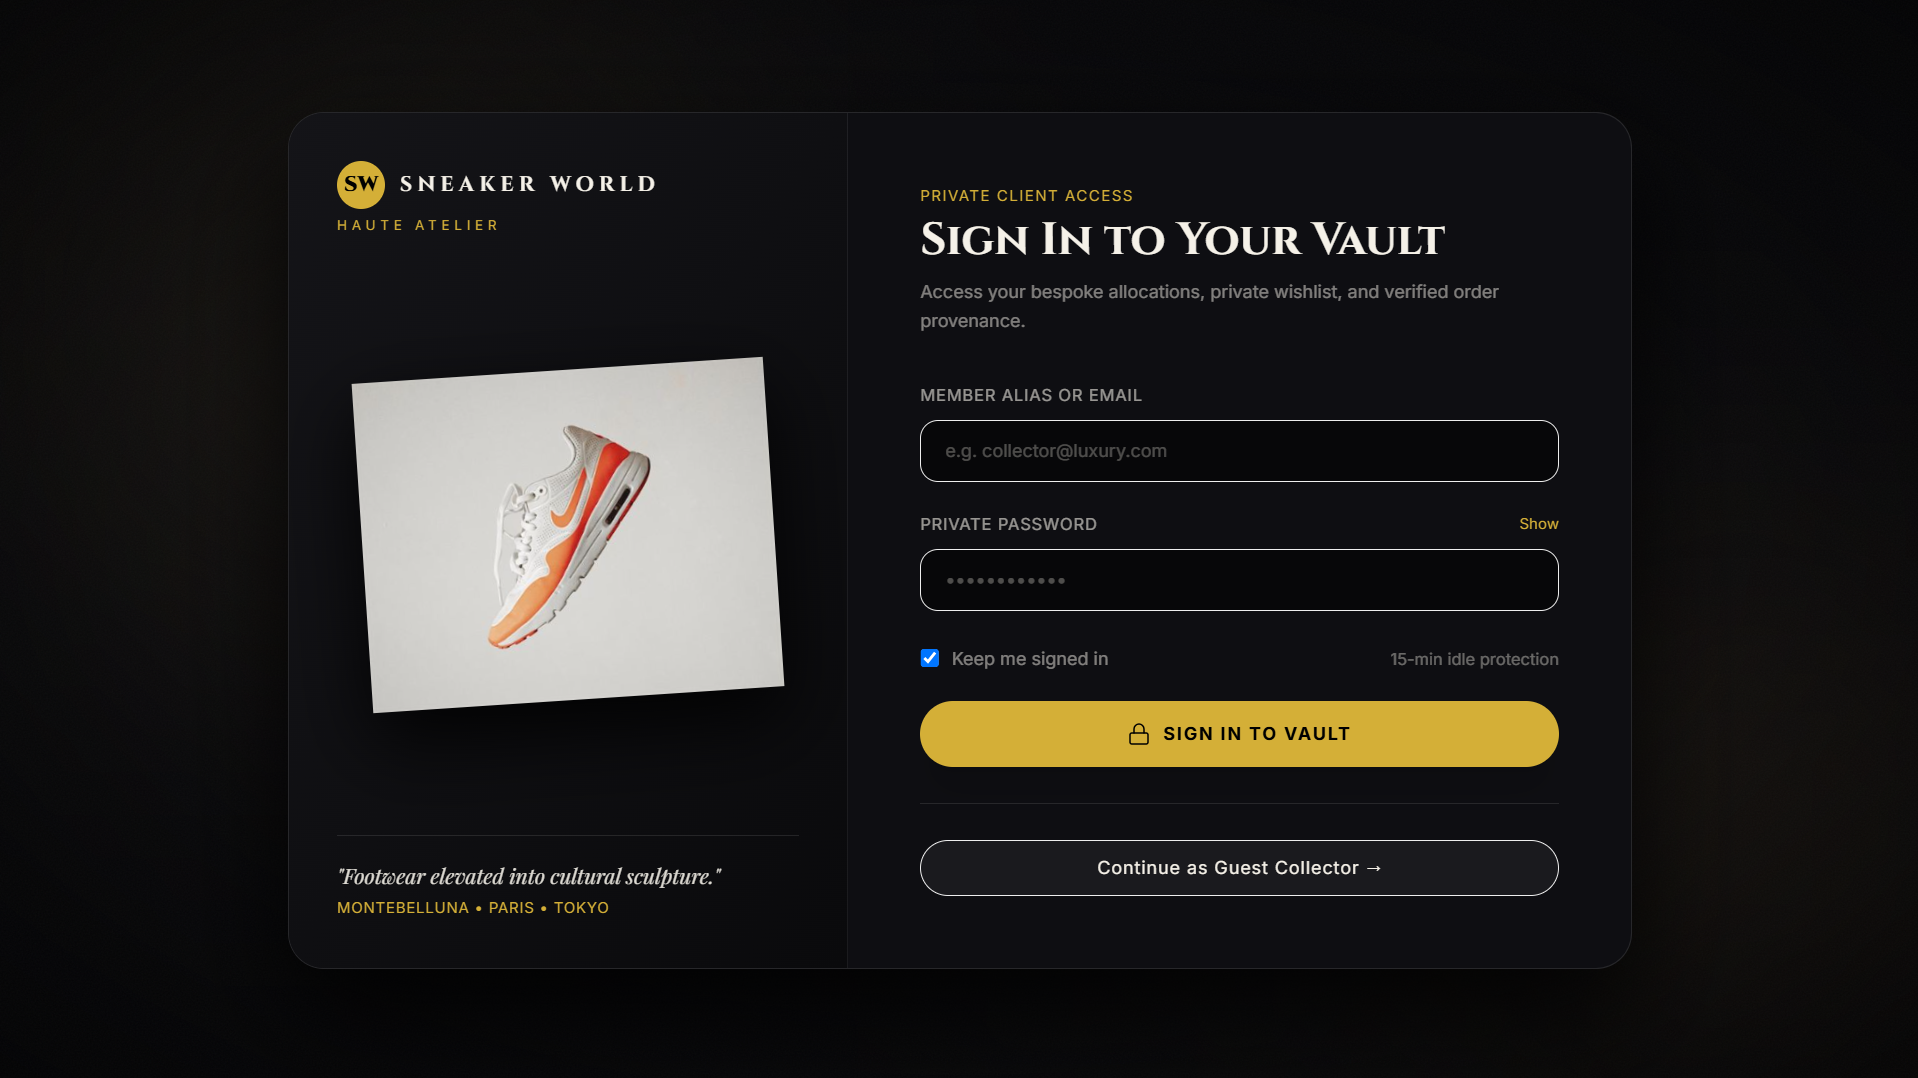 SW SNEAKER WORLD
HAUTE ATELIER
"Footwear elevated into cultural sculpture."
MONTEBELLUNA • PARIS • TOKYO
PRIVATE CLIENT ACCESS
Sign In to Your Vault
Access your bespoke allocations, private wishlist, and verified order
provenance.
MEMBER ALIAS OR EMAIL
e.g. collector@luxury.com
PRIVATE PASSWORD Show
••••••••••••
Keep me signed in 15-min idle protection
SIGN IN TO VAULT
Continue as Guest Collector →